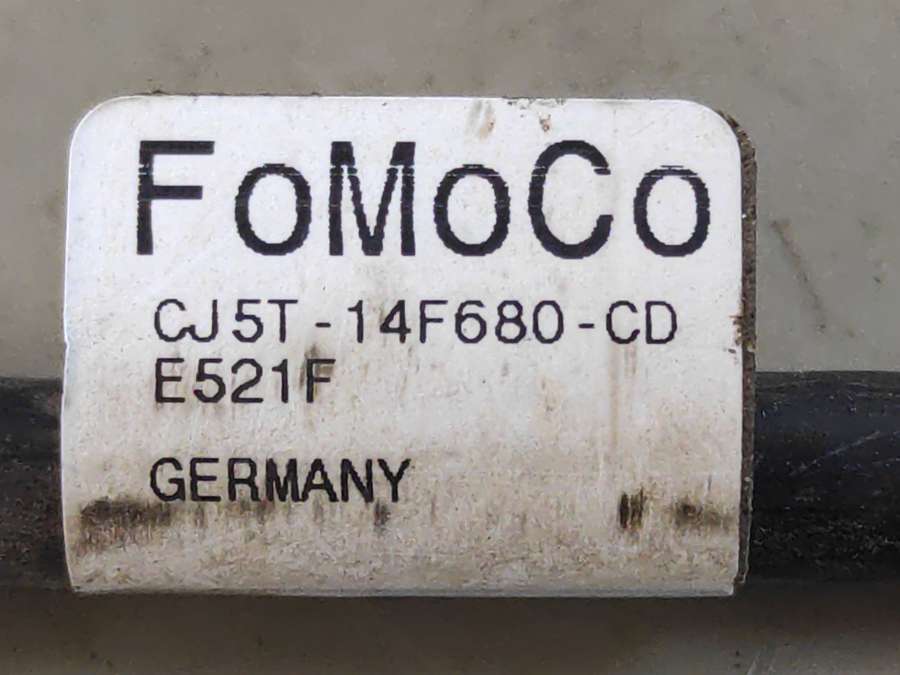 FoMoCo
CJ5T-14F680-CD
E521F
GERMANY